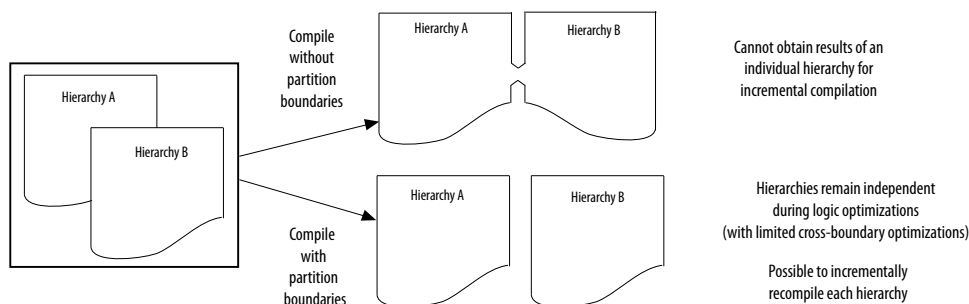 Hierarchy A
Hierarchy B
Compile
without
partition
boundaries
Hierarchy A
Hierarchy B
Cannot obtain results of an
individual hierarchy for
incremental compilation
Compile
with
partition
boundaries
Hierarchy A
Hierarchy B
Hierarchies remain independent
during logic optimizations
(with limited cross-boundary optimizations)
Possible to incrementally
recompile each hierarchy